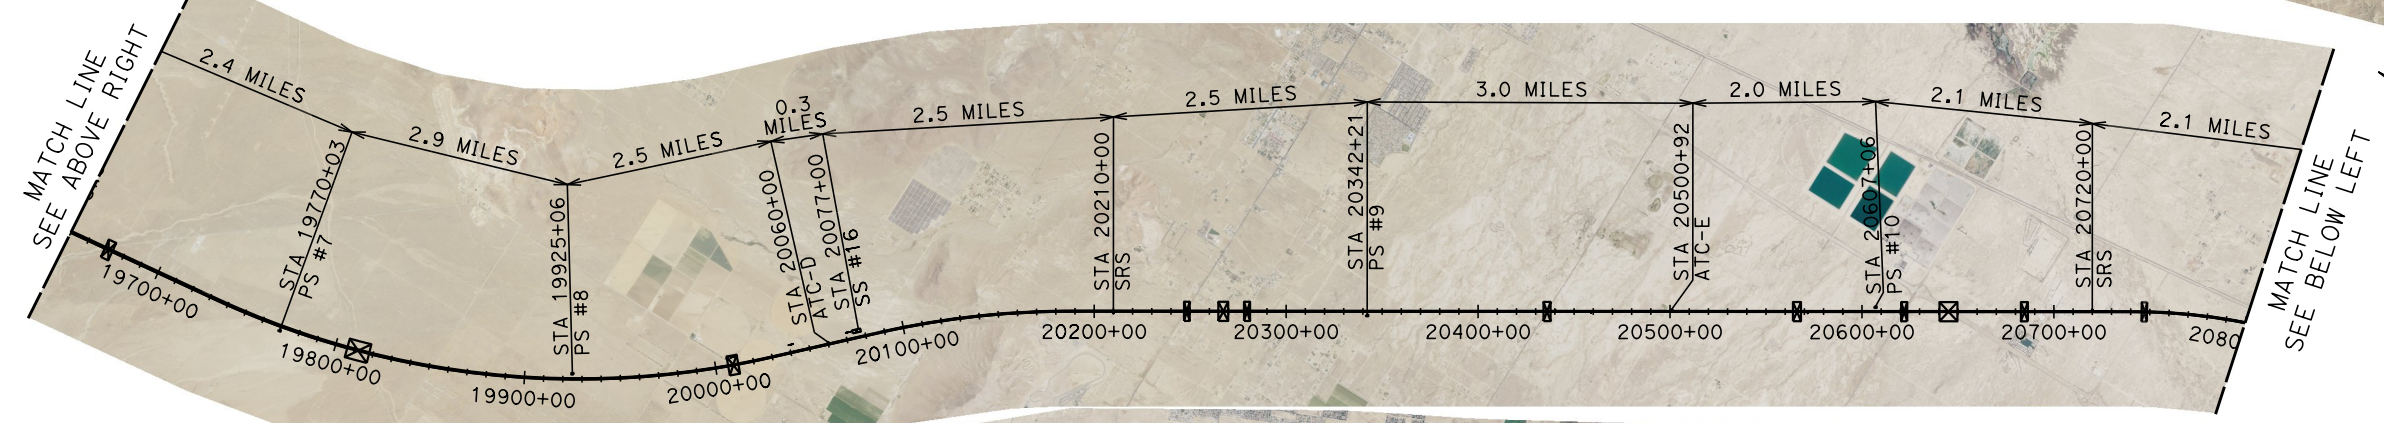 MATCH LINE
SEE ABOVE RIGHT
2.4 MILES
2.9 MILES
2.5 MILES
0.3
MILES
2.5 MILES
2.5 MILES
3.0 MILES
2.0 MILES
2.1 MILES
2.1 MILES
STA 19770+03
PS #7
STA 19925+06
PS #8
STA 20060+00
ATC-D
STA 20077+00
SS #16
STA 20210+00
SRS
STA 20342+21
PS #9
STA 20500+92
ATC-E
STA 20607+06
PS #10
STA 20720+00
SRS
19700+00
19800+00
19900+00
20000+00
20100+00
20200+00
20300+00
20400+00
20500+00
20600+00
20700+00
2080
MATCH LINE
SEE BELOW LEFT